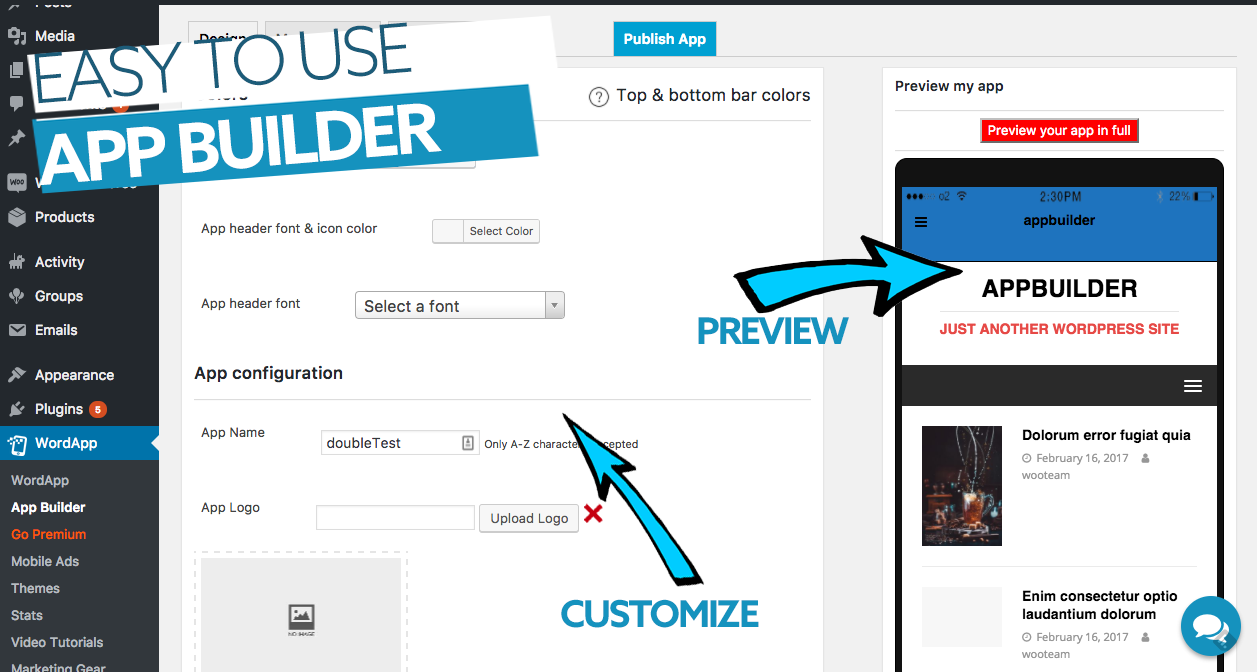 Posts
Media
EASY TO USE
APP BUILDER
Products
Activity
Groups
Emails
Appearance
Plugins 5
WordApp
WordApp
App Builder
Go Premium
Mobile Ads
Themes
Stats
Video Tutorials
Marketing Gear
Design
Publish App
? Top & bottom bar colors
App header font & icon color
Select Color
App header font
Select a font
App configuration
App Name
doubleTest
Only A-Z characters accepted
App Logo
Upload Logo
NO IMAGE
CUSTOMIZE
PREVIEW
Preview my app
Preview your app in full
o2 2:30PM 22%
appbuilder
APPBUILDER
JUST ANOTHER WORDPRESS SITE
Dolorum error fugiat quia
February 16, 2017
wooteam
Enim consectetur optio
laudantium dolorum
February 16, 2017
wooteam